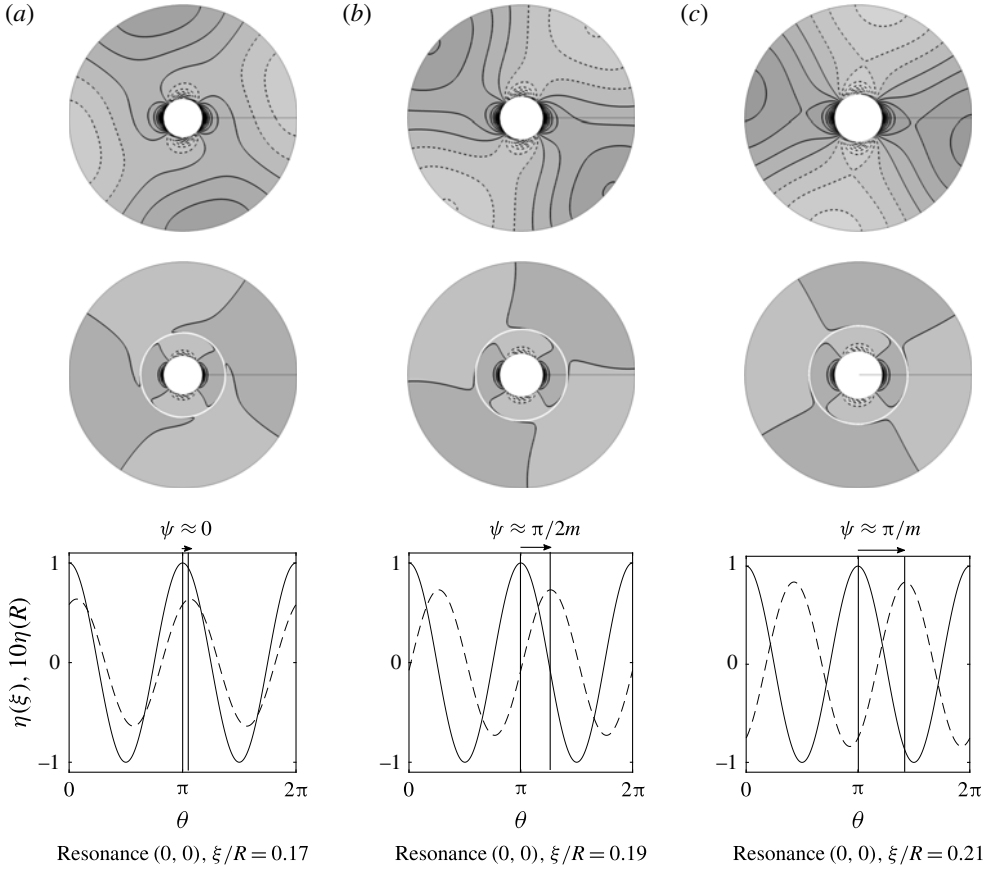 (a) (b) (c)
ψ ≈ 0 ψ ≈ π/2m ψ ≈ π/m
η(ξ), 10η(R)
1 1 1
0 0 0
−1 −1 −1
0 π 2π 0 π 2π 0 π 2π
θ θ θ
Resonance (0, 0), ξ/R = 0.17 Resonance (0, 0), ξ/R = 0.19 Resonance (0, 0), ξ/R = 0.21